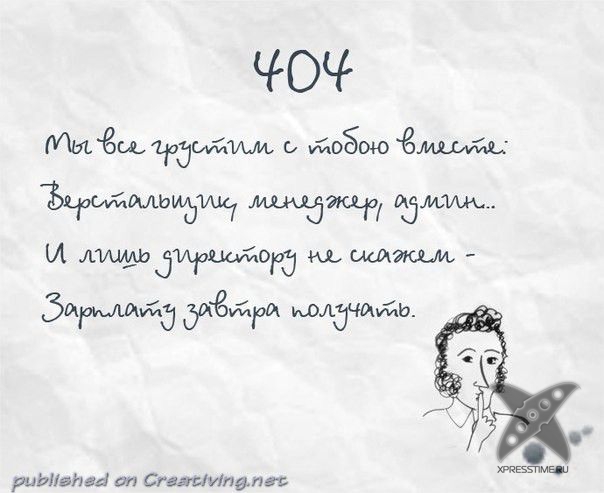 404
Мы все грустим с тобою вместе:
Верстальщик, менеджер, админ...
И лишь директору не скажем -
Зарплату завтра получать.
XPRESSTIME.RU
published on Creativing.net